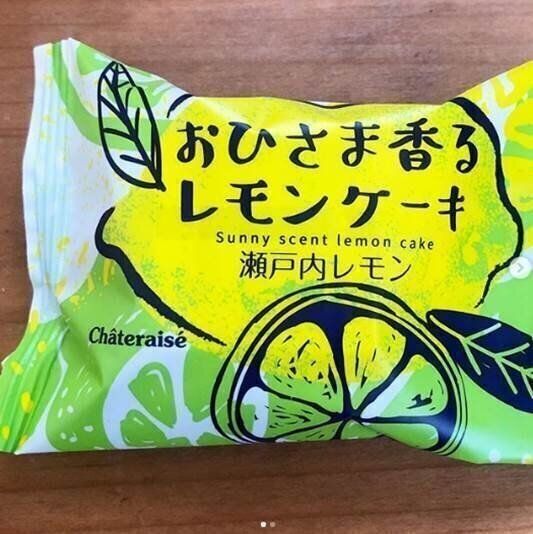 おひさま香る
レモンケーキ
Sunny scent lemon cake
瀬戸内レモン
Châteraisé